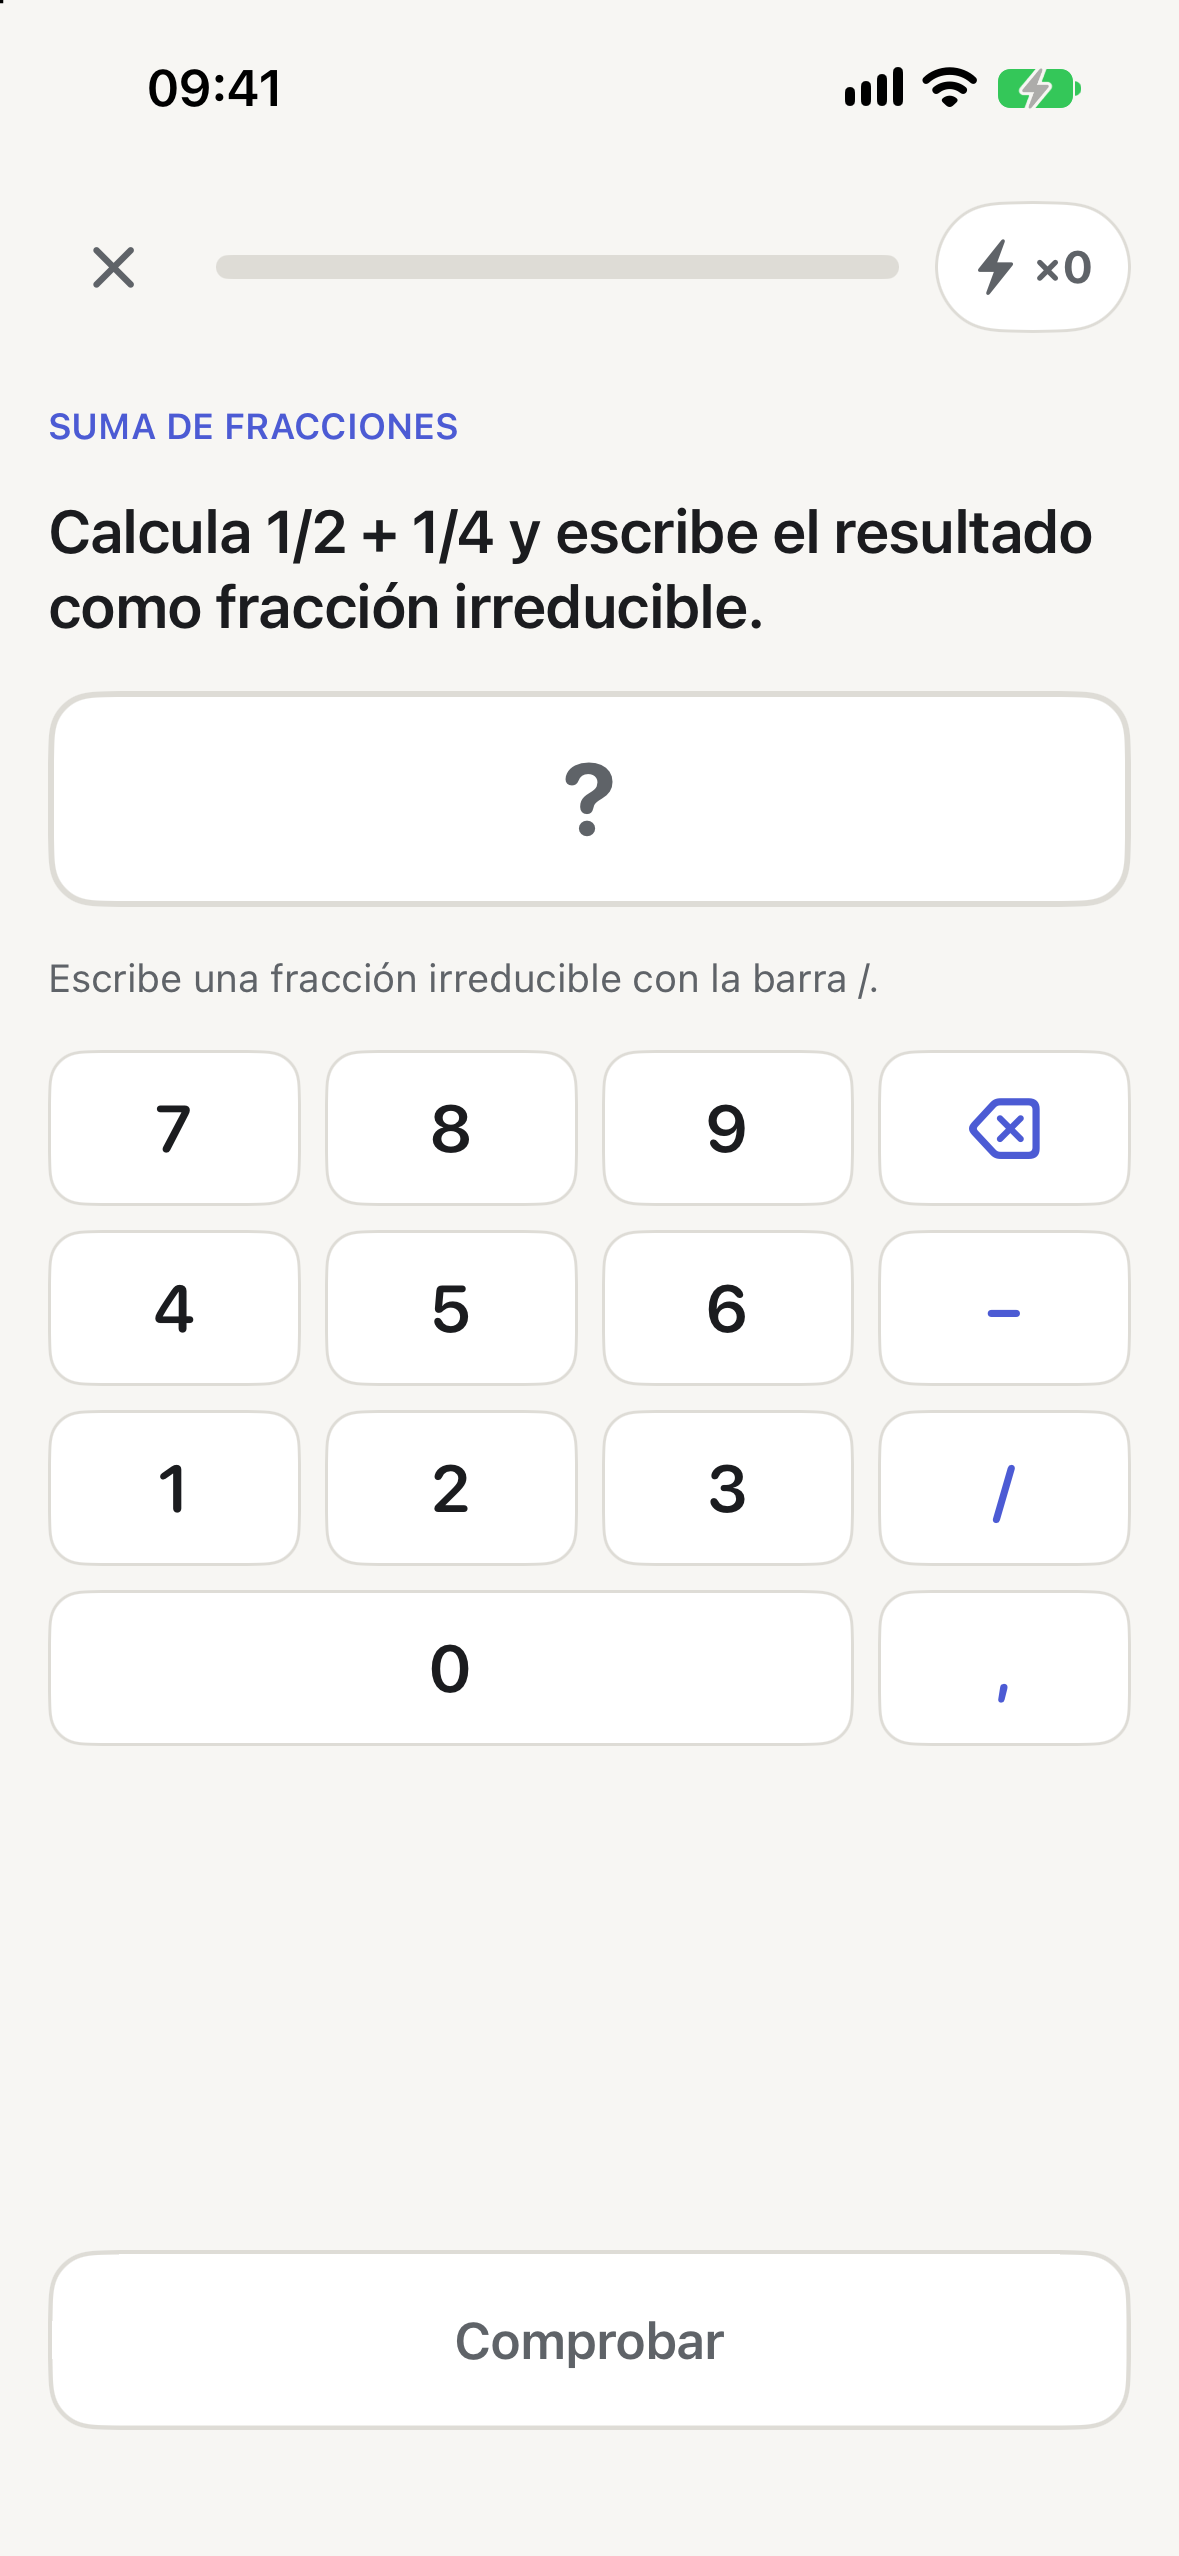 09:41
×0
SUMA DE FRACCIONES
Calcula 1/2 + 1/4 y escribe el resultado
como fracción irreducible.
?
Escribe una fracción irreducible con la barra /.
7 8 9
4 5 6 −
1 2 3 /
0 ,
Comprobar